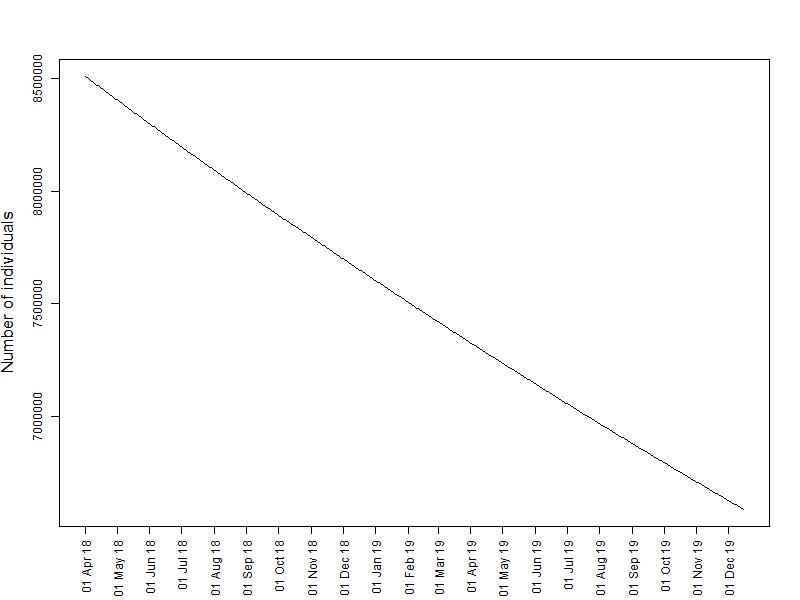 Number of individuals
8500000
8000000
7500000
7000000
01 Apr 18
01 May 18
01 Jun 18
01 Jul 18
01 Aug 18
01 Sep 18
01 Oct 18
01 Nov 18
01 Dec 18
01 Jan 19
01 Feb 19
01 Mar 19
01 Apr 19
01 May 19
01 Jun 19
01 Jul 19
01 Aug 19
01 Sep 19
01 Oct 19
01 Nov 19
01 Dec 19